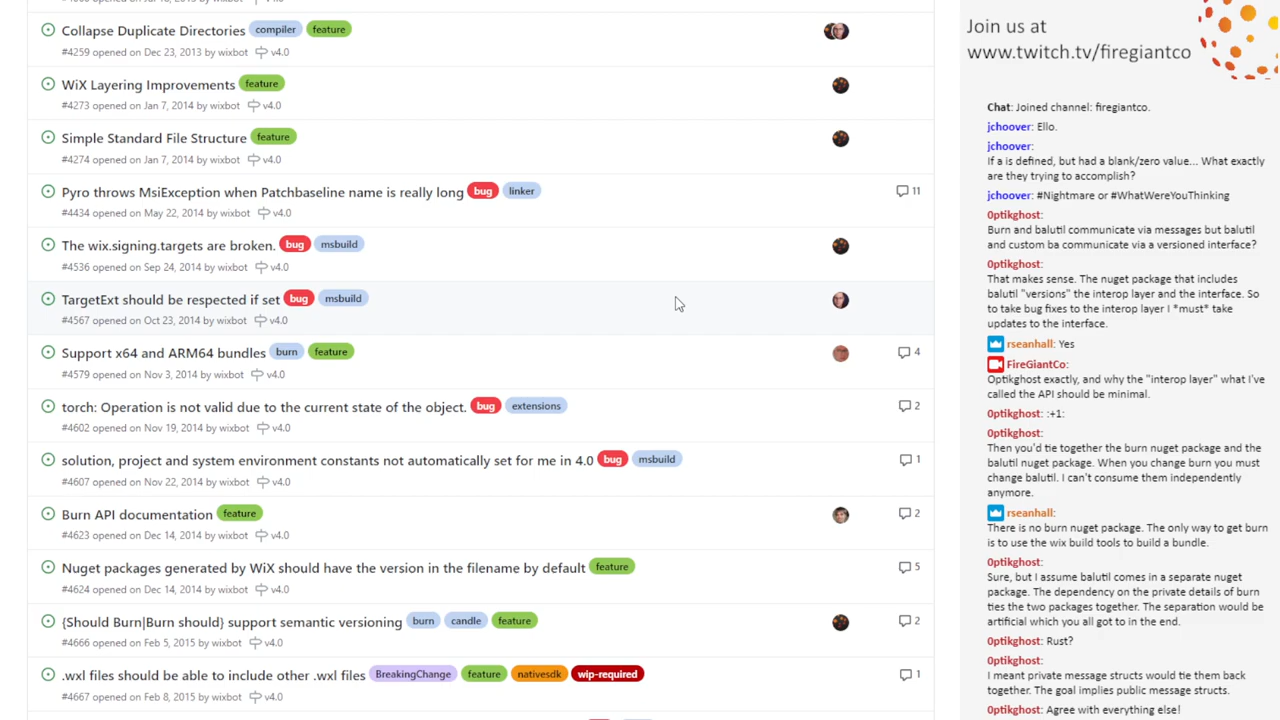 Collapse Duplicate Directories compiler feature
#4259 opened on Dec 23, 2013 by wixbot v4.0
WiX Layering Improvements feature
#4273 opened on Jan 7, 2014 by wixbot v4.0
Simple Standard File Structure feature
#4274 opened on Jan 7, 2014 by wixbot v4.0
Pyro throws MsiException when Patchbaseline name is really long bug linker 11
#4434 opened on May 22, 2014 by wixbot v4.0
The wix.signing.targets are broken. bug msbuild
#4536 opened on Sep 24, 2014 by wixbot v4.0
TargetExt should be respected if set bug msbuild
#4567 opened on Oct 23, 2014 by wixbot v4.0
Support x64 and ARM64 bundles burn feature 4
#4579 opened on Nov 3, 2014 by wixbot v4.0
torch: Operation is not valid due to the current state of the object. bug extensions 2
#4602 opened on Nov 19, 2014 by wixbot v4.0
solution, project and system environment constants not automatically set for me in 4.0 bug msbuild 1
#4607 opened on Nov 22, 2014 by wixbot v4.0
Burn API documentation feature 2
#4623 opened on Dec 14, 2014 by wixbot v4.0
Nuget packages generated by WiX should have the version in the filename by default feature 5
#4624 opened on Dec 14, 2014 by wixbot v4.0
{Should Burn|Burn should} support semantic versioning burn candle feature 2
#4666 opened on Feb 5, 2015 by wixbot v4.0
.wxl files should be able to include other .wxl files BreakingChange feature nativesdk wip-required 1
#4667 opened on Feb 8, 2015 by wixbot v4.0
Join us at
www.twitch.tv/firegiantco
Chat: Joined channel: firegiantco.
jchoover: Ello.
jchoover:
If a is defined, but had a blank/zero value... What exactly
are they trying to accomplish?
jchoover: #Nightmare or #WhatWereYouThinking
0ptikghost:
Burn and balutil communicate via messages but balutil
and custom ba communicate via a versioned interface?
0ptikghost:
That makes sense. The nuget package that includes
balutil "versions" the interop layer and the interface. So
to take bug fixes to the interop layer I *must* take
updates to the interface.
rseanhall: Yes
FireGiantCo:
Optikghost exactly, and why the "interop layer" what I've
called the API should be minimal.
0ptikghost: :+1:
0ptikghost:
Then you'd tie together the burn nuget package and the
balutil nuget package. When you change burn you must
change balutil. I can't consume them independently
anymore.
rseanhall:
There is no burn nuget package. The only way to get burn
is to use the wix build tools to build a bundle.
0ptikghost:
Sure, but I assume balutil comes in a separate nuget
package. The dependency on the private details of burn
ties the two packages together. The separation would be
artificial which you all got to in the end.
0ptikghost: Rust?
0ptikghost:
I meant private message structs would tie them back
together. The goal implies public message structs.
0ptikghost: Agree with everything else!